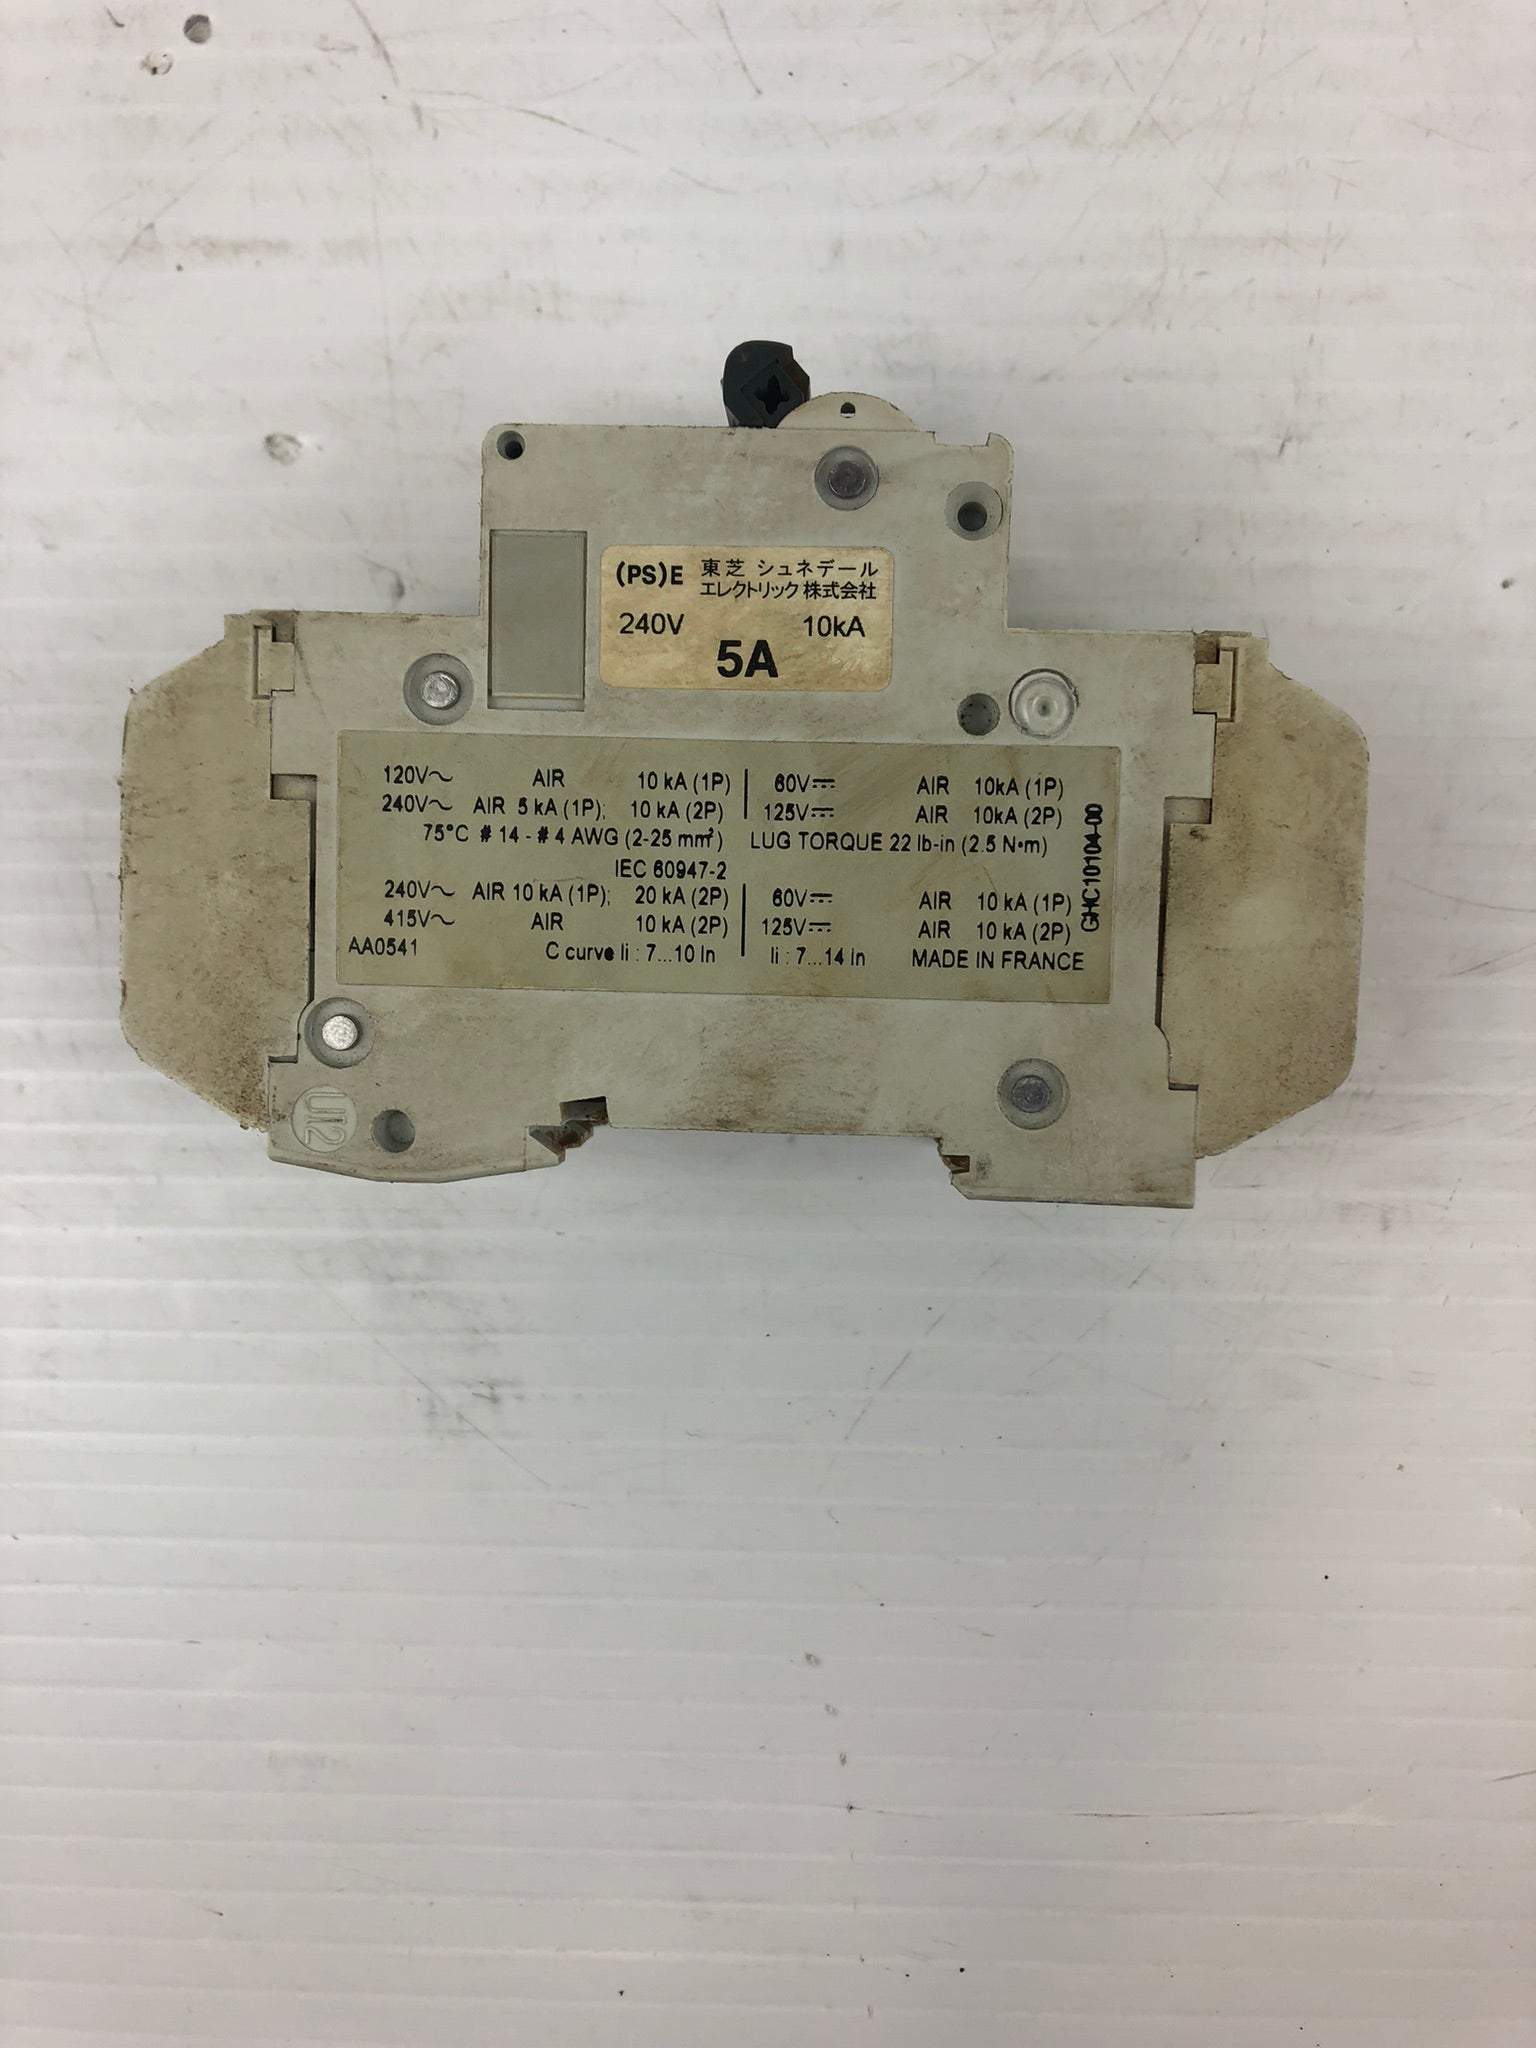 (PS)E 東芝 シュネデール
エレクトリック 株式会社
240V 10kA
5A
120V～ AIR 10 kA (1P) 60V⎓ AIR 10kA (1P)
240V～ AIR 5 kA (1P); 10 kA (2P) 125V⎓ AIR 10kA (2P)
75°C #14 - #4 AWG (2-25 mm²) LUG TORQUE 22 lb-in (2.5 N•m)
IEC 60947-2
240V～ AIR 10 kA (1P); 20 kA (2P) 60V⎓ AIR 10 kA (1P)
415V～ AIR 10 kA (2P) 125V⎓ AIR 10 kA (2P)
AA0541 C curve Ii : 7...10 In Ii : 7...14 in MADE IN FRANCE
GHC10104-00
U12